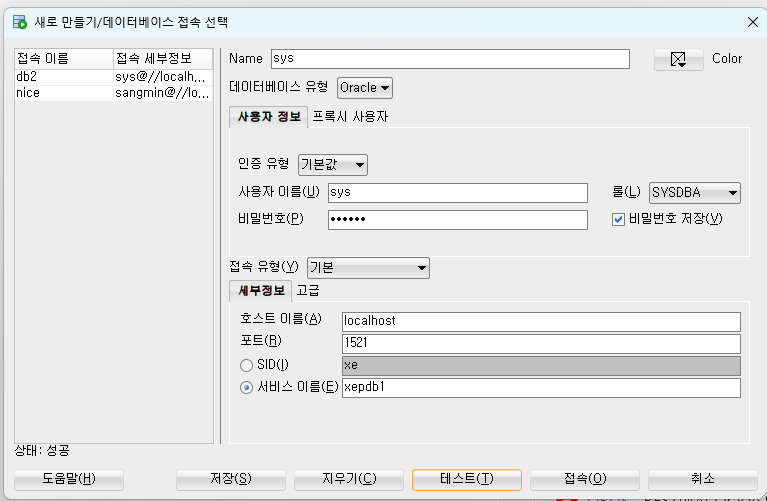 새로 만들기/데이터베이스 접속 선택
접속 이름 접속 세부정보
db2 sys@//localh...
nice sangmin@//lo...
Name sys Color
데이터베이스 유형 Oracle
사용자 정보 프록시 사용자
인증 유형 기본값
사용자 이름(U) sys 롤(L) SYSDBA
비밀번호(P) •••••• 비밀번호 저장(V)
접속 유형(Y) 기본
세부정보 고급
호스트 이름(A) localhost
포트(R) 1521
SID(I) xe
서비스 이름(E) xepdb1
상태: 성공
도움말(H) 저장(S) 지우기(C) 테스트(T) 접속(O) 취소